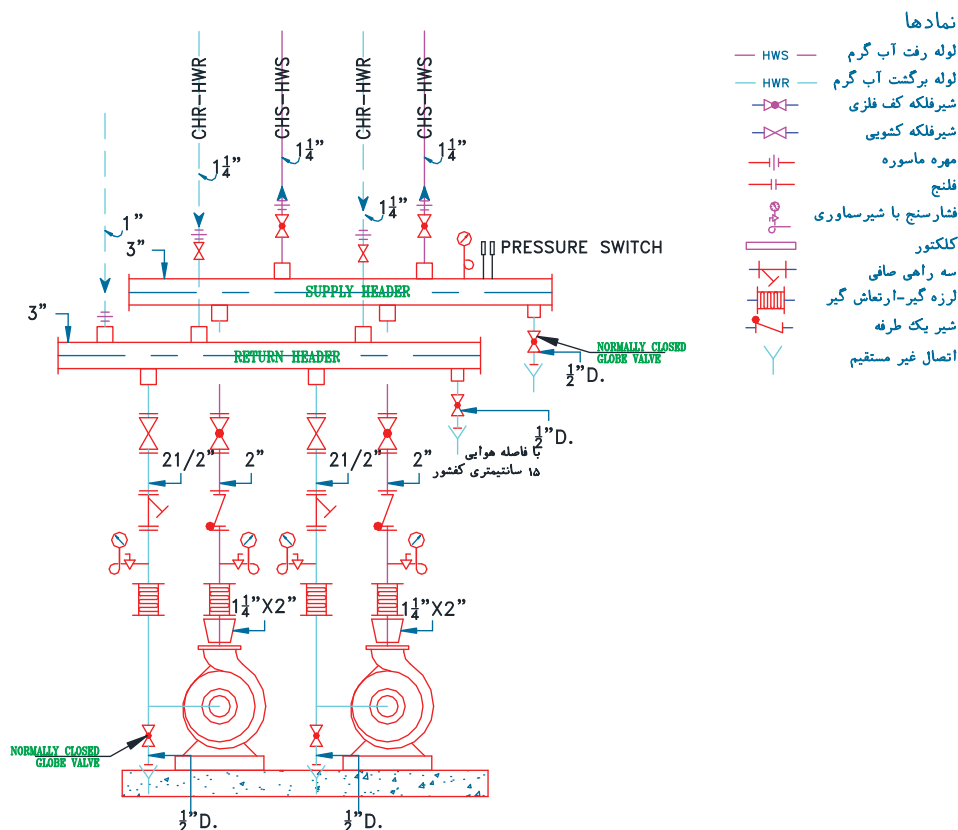 نمادها
HWS لوله رفت آب گرم
HWR لوله برگشت آب گرم
شیرفلکه کف فلزی
شیرفلکه کشویی
مهره ماسوره
فلنج
فشارسنج با شیرسماوری
کلکتور
سه راهی صافی
لرزه گیر-ارتعاش گیر
شیر یک طرفه
اتصال غیر مستقیم
CHR-HWR
CHS-HWS
CHR-HWR
CHS-HWS
1¼"
1¼"
1¼"
1¼"
1"
3"
PRESSURE SWITCH
SUPPLY HEADER
3"
RETURN HEADER
NORMALLY CLOSED
GLOBE VALVE
½"D.
½"D.
با فاصله هوایی
۱۵ سانتیمتری کفشور
21/2"
2"
21/2"
2"
1¼"X2"
1¼"X2"
NORMALLY CLOSED
GLOBE VALVE
½"D.
½"D.